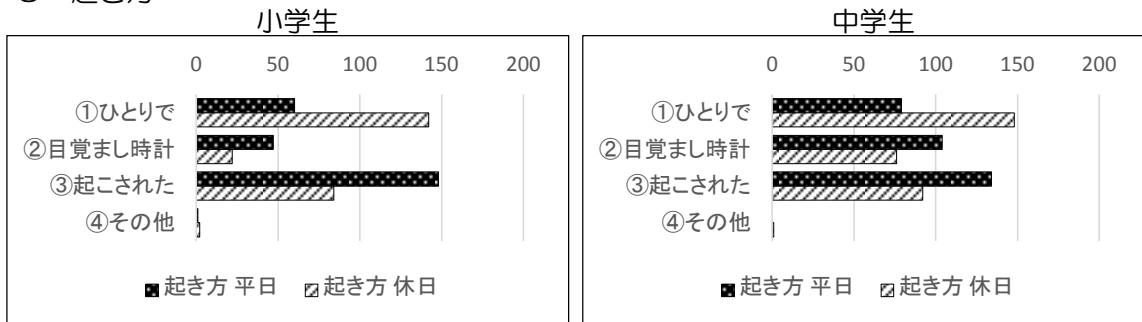 小学生
0 50 100 150 200
①ひとりで
②目覚まし時計
③起こされた
④その他
起き方 平日 起き方 休日
中学生
0 50 100 150 200
①ひとりで
②目覚まし時計
③起こされた
④その他
起き方 平日 起き方 休日